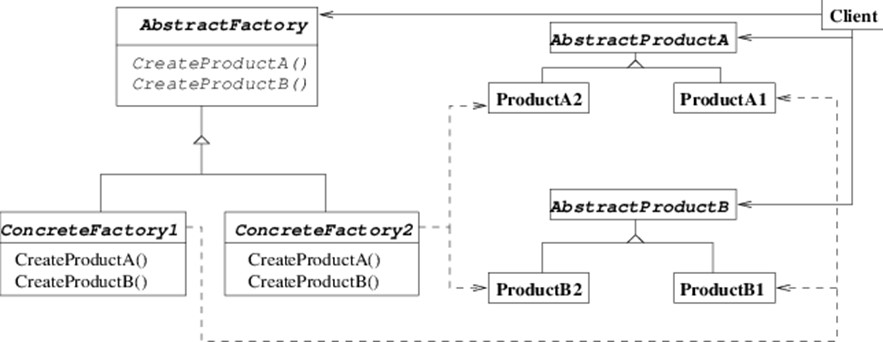 Client
AbstractFactory
CreateProductA()
CreateProductB()
AbstractProductA
ProductA2
ProductA1
AbstractProductB
ProductB2
ProductB1
ConcreteFactory1
CreateProductA()
CreateProductB()
ConcreteFactory2
CreateProductA()
CreateProductB()